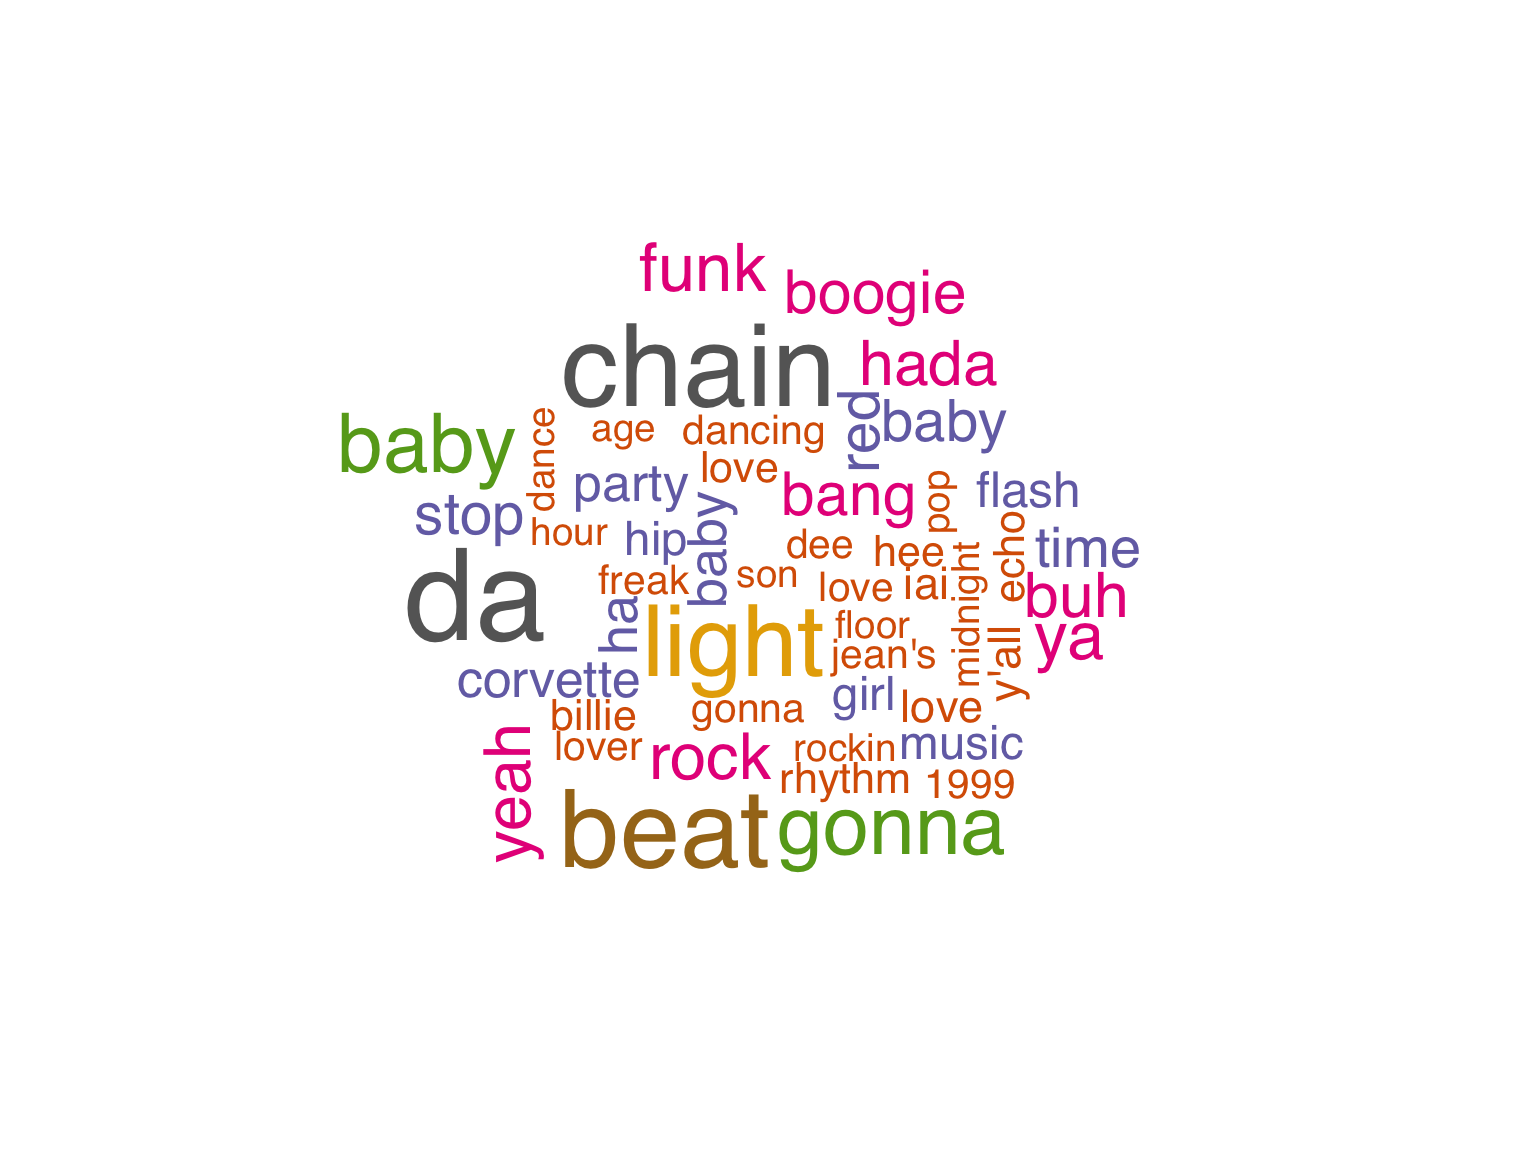 funk
boogie
chain
hada
red
baby
baby
dance
age
dancing
love
party
bang
pop
flash
stop
hour
hip
baby
dee
hee
echo
time
freak
son
love
iai
midnight
buh
da
ha
light
floor
ya
jean's
y'all
corvette
girl
billie
gonna
love
lover
rock
rockin
music
yeah
rhythm
1999
beat
gonna